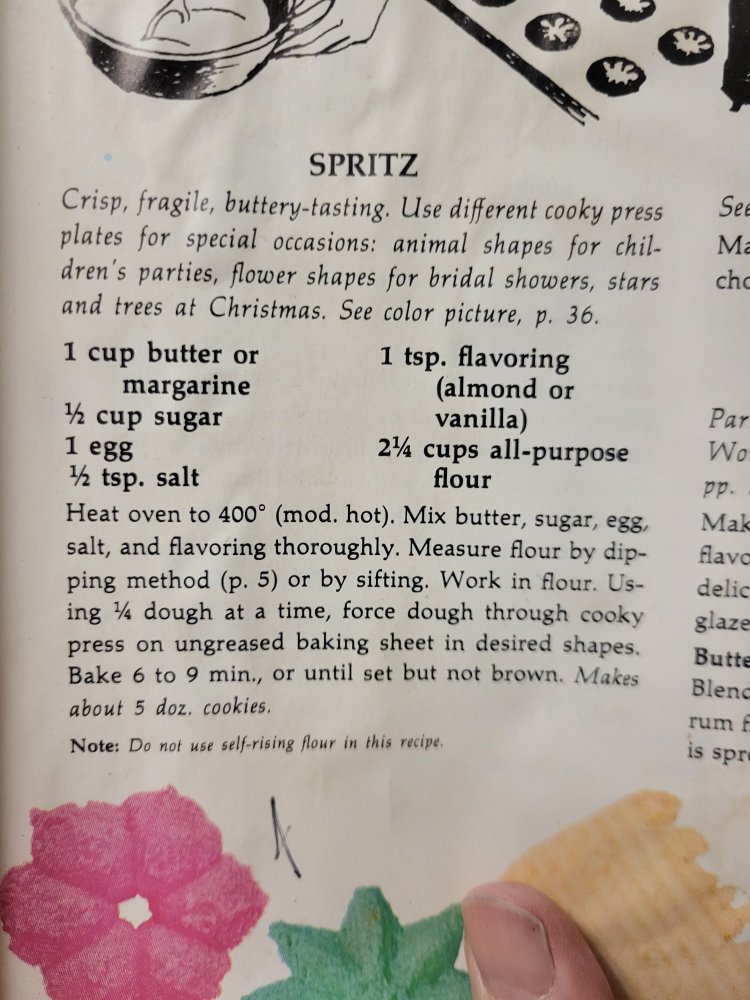 SPRITZ
Crisp, fragile, buttery-tasting. Use different cooky press
plates for special occasions: animal shapes for chil-
dren's parties, flower shapes for bridal showers, stars
and trees at Christmas. See color picture, p. 36.
1 cup butter or
margarine
½ cup sugar
1 egg
½ tsp. salt
1 tsp. flavoring
(almond or
vanilla)
2¼ cups all-purpose
flour
Heat oven to 400° (mod. hot). Mix butter, sugar, egg,
salt, and flavoring thoroughly. Measure flour by dip-
ping method (p. 5) or by sifting. Work in flour. Us-
ing ¼ dough at a time, force dough through cooky
press on ungreased baking sheet in desired shapes.
Bake 6 to 9 min., or until set but not brown. Makes
about 5 doz. cookies.
Note: Do not use self-rising flour in this recipe.
See
pp.
rum